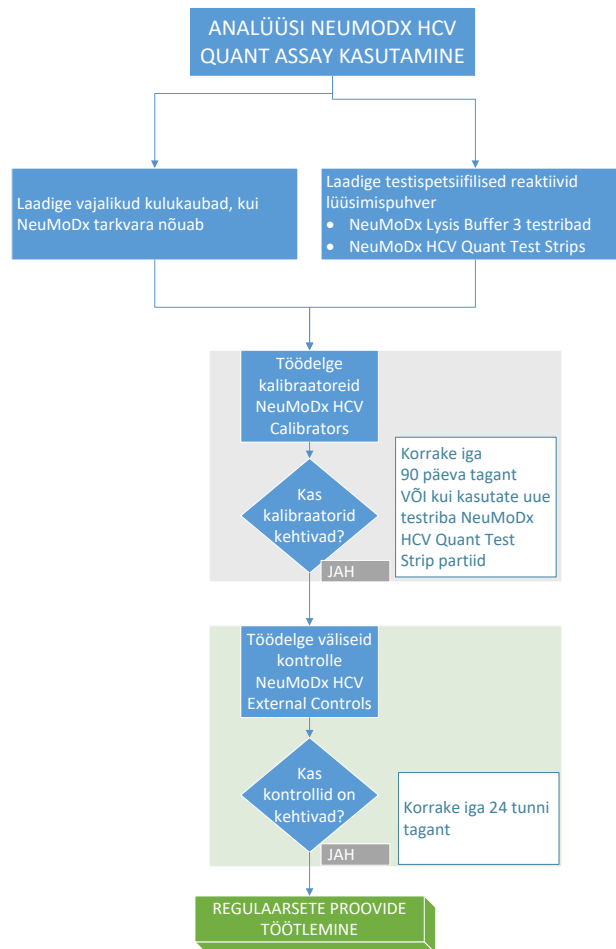 ANALÜÜSI NEUMODX HCV
QUANT ASSAY KASUTAMINE
Laadige vajalikud kulukaubad, kui
NeuMoDx tarkvara nõuab
Laadige testispetsiifilised reaktiivid
lüüsimispuhver
• NeuMoDx Lysis Buffer 3 testribad
• NeuMoDx HCV Quant Test Strips
Töödelge
kalibraatoreid
NeuMoDx HCV
Calibrators
Kas
kalibraatorid
kehtivad?
JAH
Korrake iga
90 päeva tagant
VÕI kui kasutate uue
testriba NeuMoDx
HCV Quant Test
Strip partiid
Töödelge väliseid
kontrolle
NeuMoDx HCV
External Controls
Kas
kontrollid on
kehtivad?
JAH
Korrake iga 24 tunni
tagant
REGULAARSETE PROOVIDE
TÖÖTLEMINE